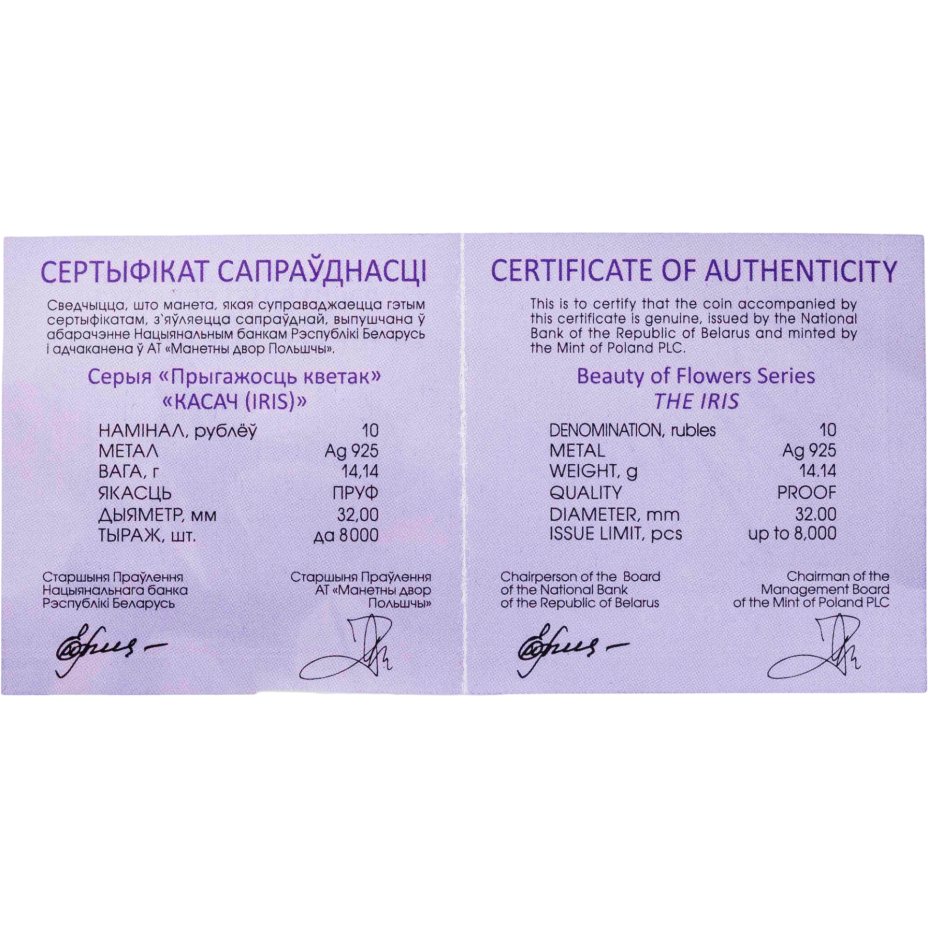 СЕРТЫФІКАТ САПРАЎДНАСЦІ
Сведчыцца, што манета, якая суправаджаецца гэтым
сертыфікатам, з'яўляецца сапраўднай, выпушчана ў
абарачэнне Нацыянальным банкам Рэспублікі Беларусь
і адчаканена ў АТ «Манетны двор Польшчы».
Серыя «Прыгажосць кветак»
«КАСАЧ (IRIS)»
НАМІНАЛ, рублёў 10
МЕТАЛ Ag 925
ВАГА, г 14,14
ЯКАСЦЬ ПРУФ
ДЫЯМЕТР, мм 32,00
ТЫРАЖ, шт. да 8000
Старшыня Праўлення
Нацыянальнага банка
Рэспублікі Беларусь
Старшыня Праўлення
АТ «Манетны двор
Польшчы»
CERTIFICATE OF AUTHENTICITY
This is to certify that the coin accompanied by
this certificate is genuine, issued by the National
Bank of the Republic of Belarus and minted by
the Mint of Poland PLC.
Beauty of Flowers Series
THE IRIS
DENOMINATION, rubles 10
METAL Ag 925
WEIGHT, g 14.14
QUALITY PROOF
DIAMETER, mm 32.00
ISSUE LIMIT, pcs up to 8,000
Chairperson of the Board
of the National Bank
of the Republic of Belarus
Chairman of the
Management Board
of the Mint of Poland PLC